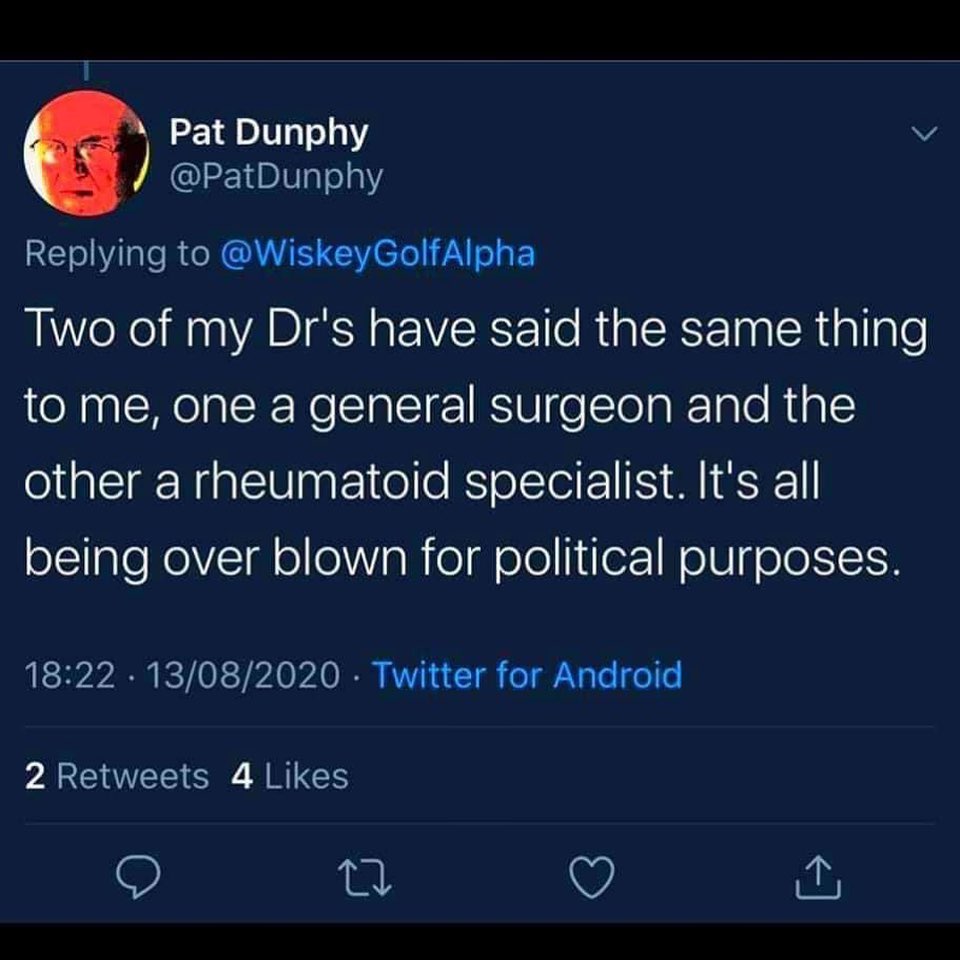 Pat Dunphy
@PatDunphy
Replying to @WiskeyGolfAlpha
Two of my Dr's have said the same thing
to me, one a general surgeon and the
other a rheumatoid specialist. It's all
being over blown for political purposes.
18:22 · 13/08/2020 · Twitter for Android
2 Retweets 4 Likes